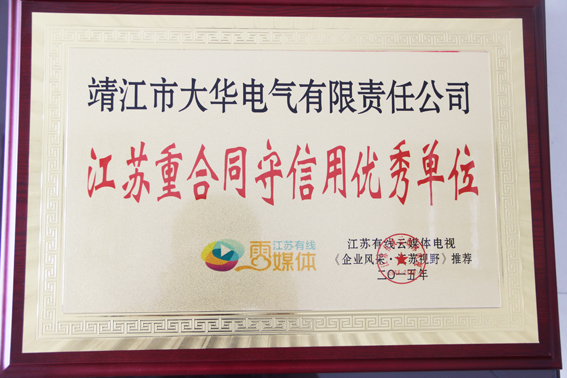 靖江市大华电气有限责任公司
江苏重合同守信用优秀单位
江苏有线
云媒体
江苏有线云媒体电视
《企业风采·江苏视野》推荐
二〇一五年